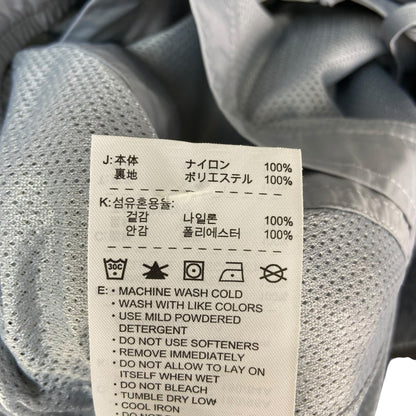 J:本体 ナイロン 100%
裏地 ポリエステル 100%
K:섬유혼용율:
겉감 나일론 100%
안감 폴리에스터 100%
30C
E: • MACHINE WASH COLD
• WASH WITH LIKE COLORS
• USE MILD POWDERED
DETERGENT
• DO NOT USE SOFTENERS
• REMOVE IMMEDIATELY
• DO NOT ALLOW TO LAY ON
ITSELF WHEN WET
• DO NOT BLEACH
• TUMBLE DRY LOW
• COOL IRON